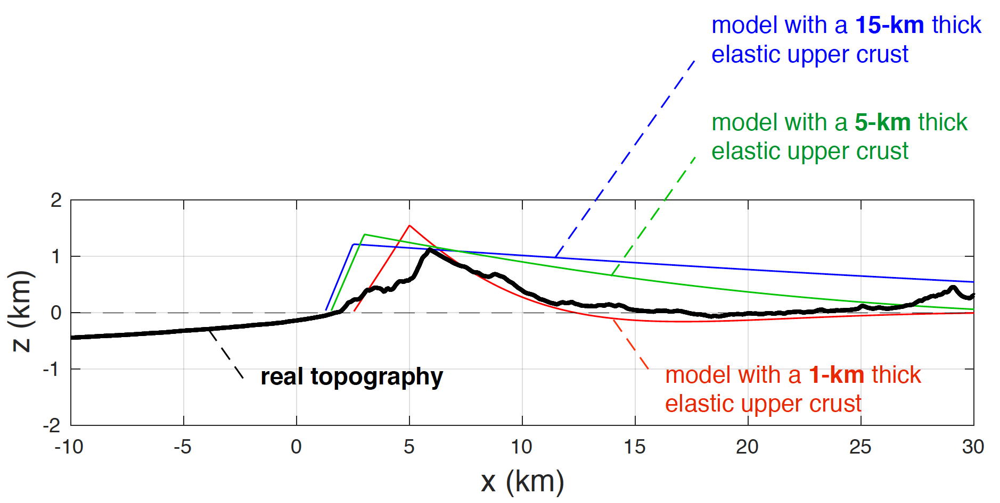 model with a 15-km thick
elastic upper crust
model with a 5-km thick
elastic upper crust
2
1
0
-1
-2
z (km)
real topography
model with a 1-km thick
elastic upper crust
-10 -5 0 5 10 15 20 25 30
x (km)